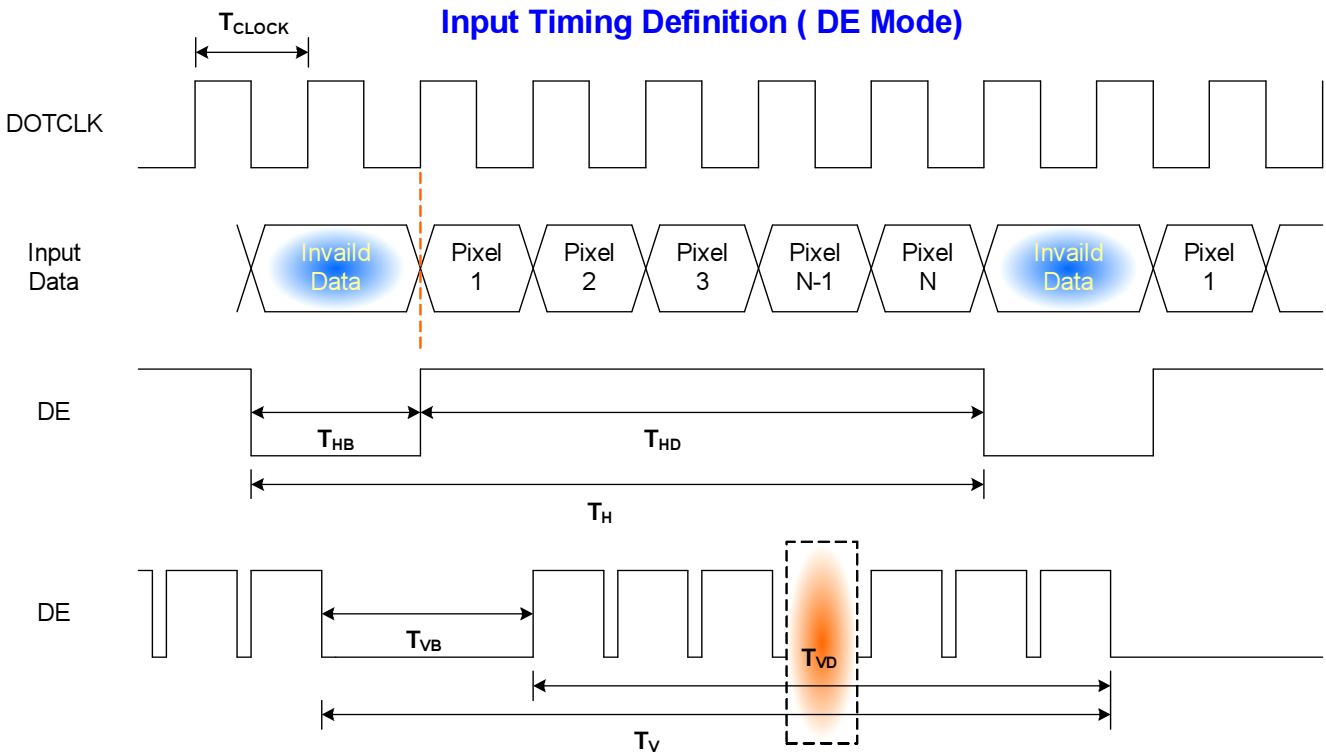 Input Timing Definition ( DE Mode)
TCLOCK
DOTCLK
Input
Data
Invaild
Data
Pixel
1
Pixel
2
Pixel
3
Pixel
N-1
Pixel
N
Invaild
Data
Pixel
1
DE
THB
THD
TH
DE
TVB
TVD
TV